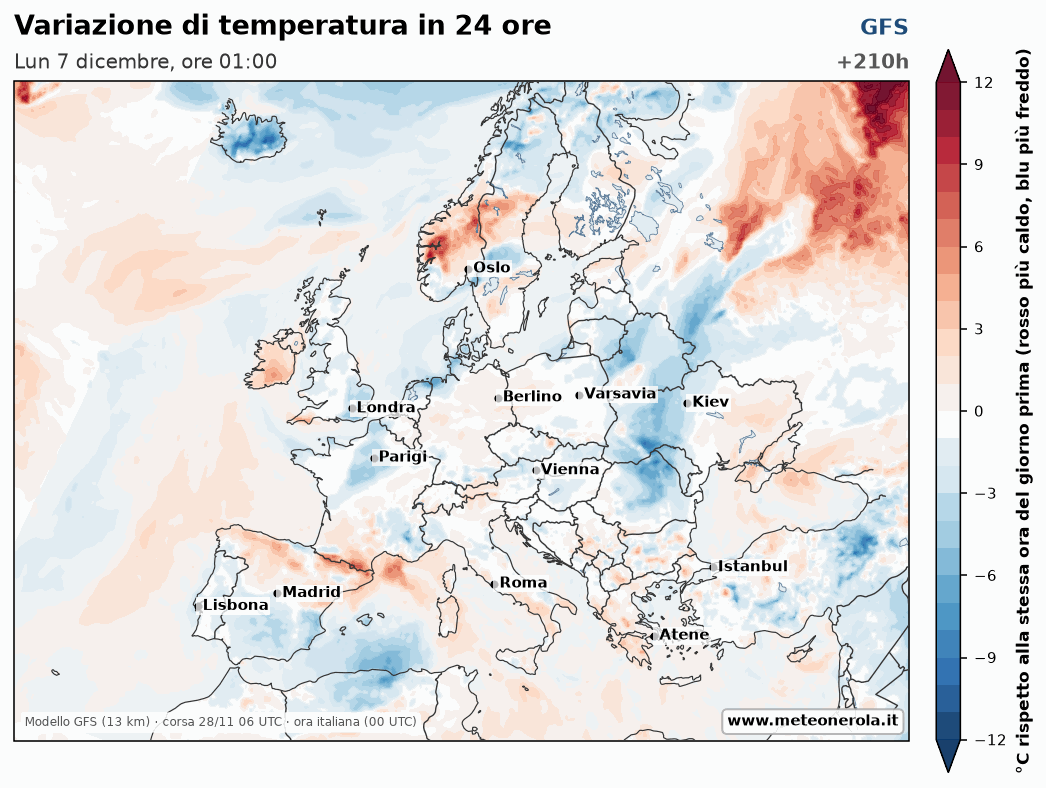 Variazione di temperatura in 24 ore
GFS
Lun 7 dicembre, ore 01:00
+210h
Oslo
Londra
Berlino
Varsavia
Kiev
Parigi
Vienna
Istanbul
Roma
Madrid
Lisbona
Atene
Modello GFS (13 km) · corsa 28/11 06 UTC · ora italiana (00 UTC)
www.meteonerola.it
12
9
6
3
0
−3
−6
−9
−12
°C rispetto alla stessa ora del giorno prima (rosso più caldo, blu più freddo)